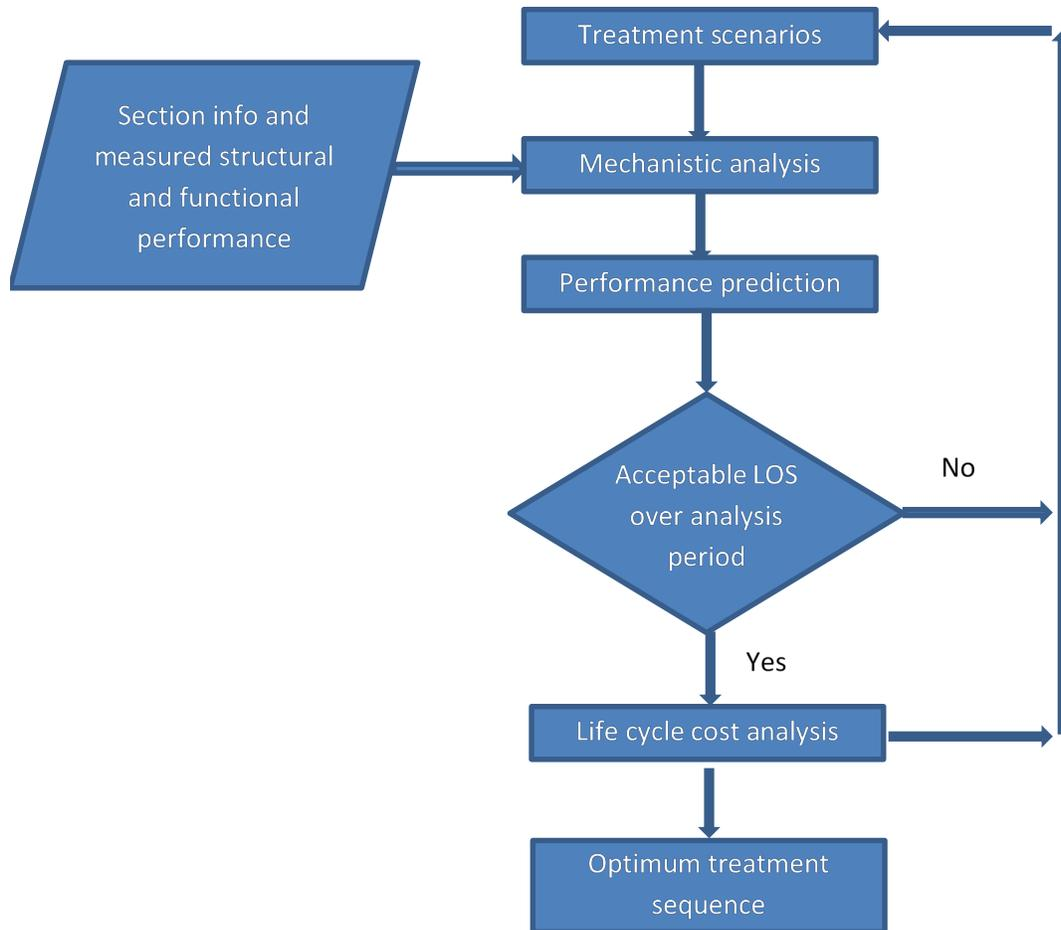 Treatment scenarios
Section info and
measured structural
and functional
performance
Mechanistic analysis
Performance prediction
Acceptable LOS
over analysis
period
No
Yes
Life cycle cost analysis
Optimum treatment
sequence